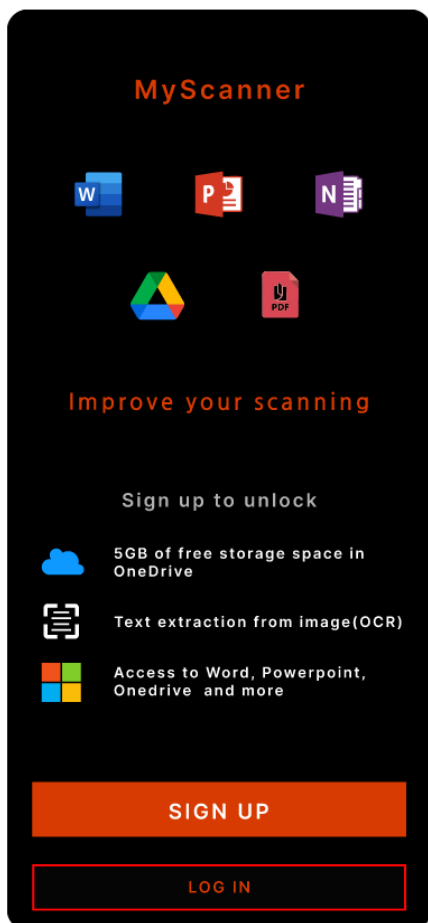 MyScanner
W
P
N
PDF
Improve your scanning
Sign up to unlock
5GB of free storage space in
OneDrive
Text extraction from image(OCR)
Access to Word, Powerpoint,
Onedrive and more
SIGN UP
LOG IN